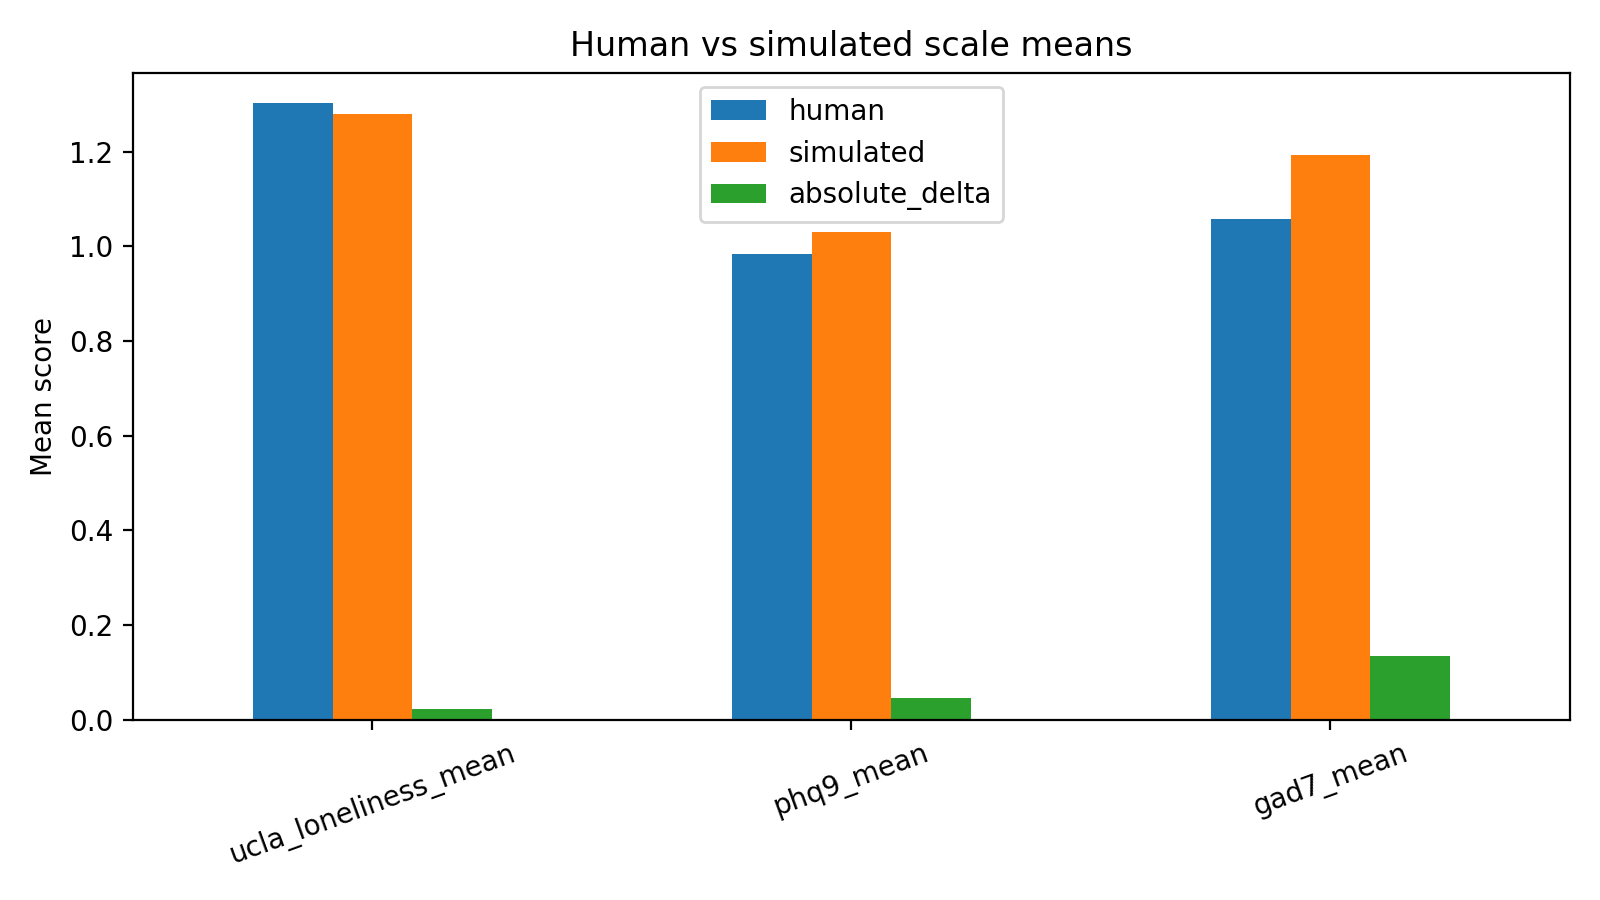 Human vs simulated scale means
human
simulated
absolute_delta
Mean score
1.2
1.0
0.8
0.6
0.4
0.2
0.0
ucla_loneliness_mean
phq9_mean
gad7_mean